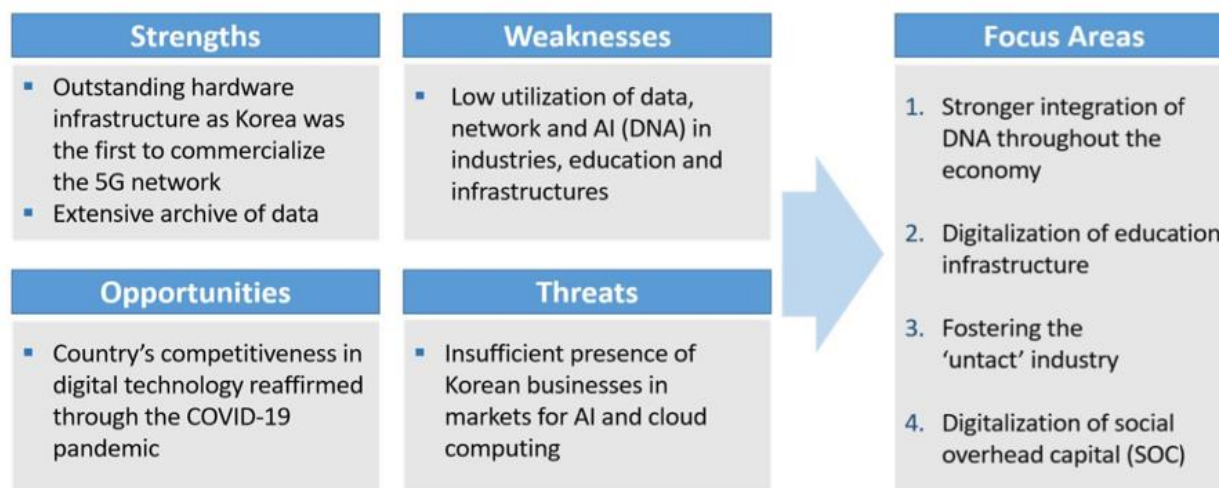 Strengths
▪ Outstanding hardware
infrastructure as Korea was
the first to commercialize
the 5G network
▪ Extensive archive of data
Weaknesses
▪ Low utilization of data,
network and AI (DNA) in
industries, education and
infrastructures
Opportunities
▪ Country's competitiveness in
digital technology reaffirmed
through the COVID-19
pandemic
Threats
▪ Insufficient presence of
Korean businesses in
markets for AI and cloud
computing
Focus Areas
1. Stronger integration of
DNA throughout the
economy
2. Digitalization of education
infrastructure
3. Fostering the
'untact' industry
4. Digitalization of social
overhead capital (SOC)